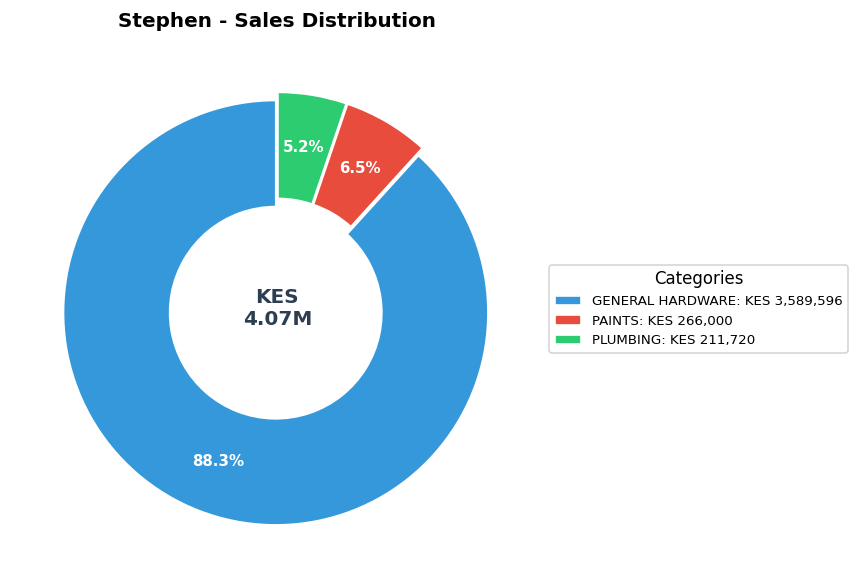 Stephen - Sales Distribution
5.2%
6.5%
KES
4.07M
88.3%
Categories
GENERAL HARDWARE: KES 3,589,596
PAINTS: KES 266,000
PLUMBING: KES 211,720